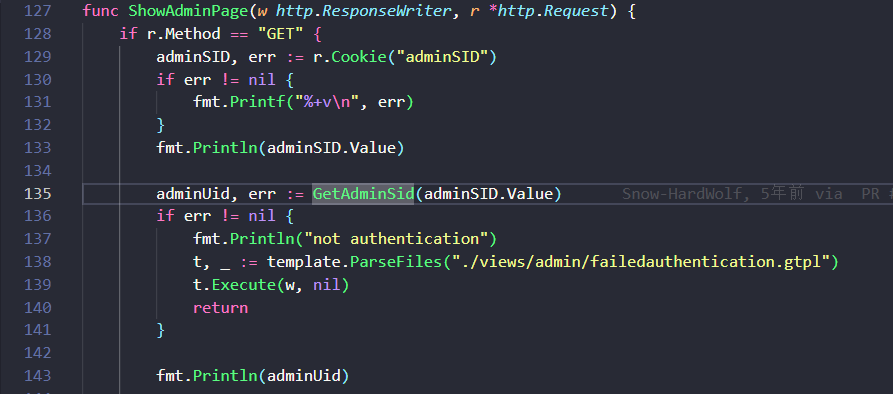 127 func ShowAdminPage(w http.ResponseWriter, r *http.Request) {
128 if r.Method == "GET" {
129 adminSID, err := r.Cookie("adminSID")
130 if err != nil {
131 fmt.Printf("%+v\n", err)
132 }
133 fmt.Println(adminSID.Value)
134
135 adminUid, err := GetAdminSid(adminSID.Value) Snow-HardWolf, 5年前 via PR #
136 if err != nil {
137 fmt.Println("not authentication")
138 t, _ := template.ParseFiles("./views/admin/failedauthentication.gtpl")
139 t.Execute(w, nil)
140 return
141 }
142
143 fmt.Println(adminUid)